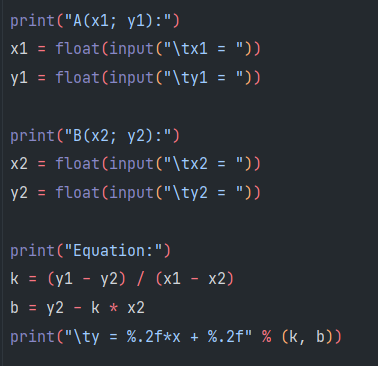 print("A(x1; y1):")
x1 = float(input("\tx1 = "))
y1 = float(input("\ty1 = "))

print("B(x2; y2):")
x2 = float(input("\tx2 = "))
y2 = float(input("\ty2 = "))

print("Equation:")
k = (y1 - y2) / (x1 - x2)
b = y2 - k * x2
print("\ty = %.2f*x + %.2f" % (k, b))